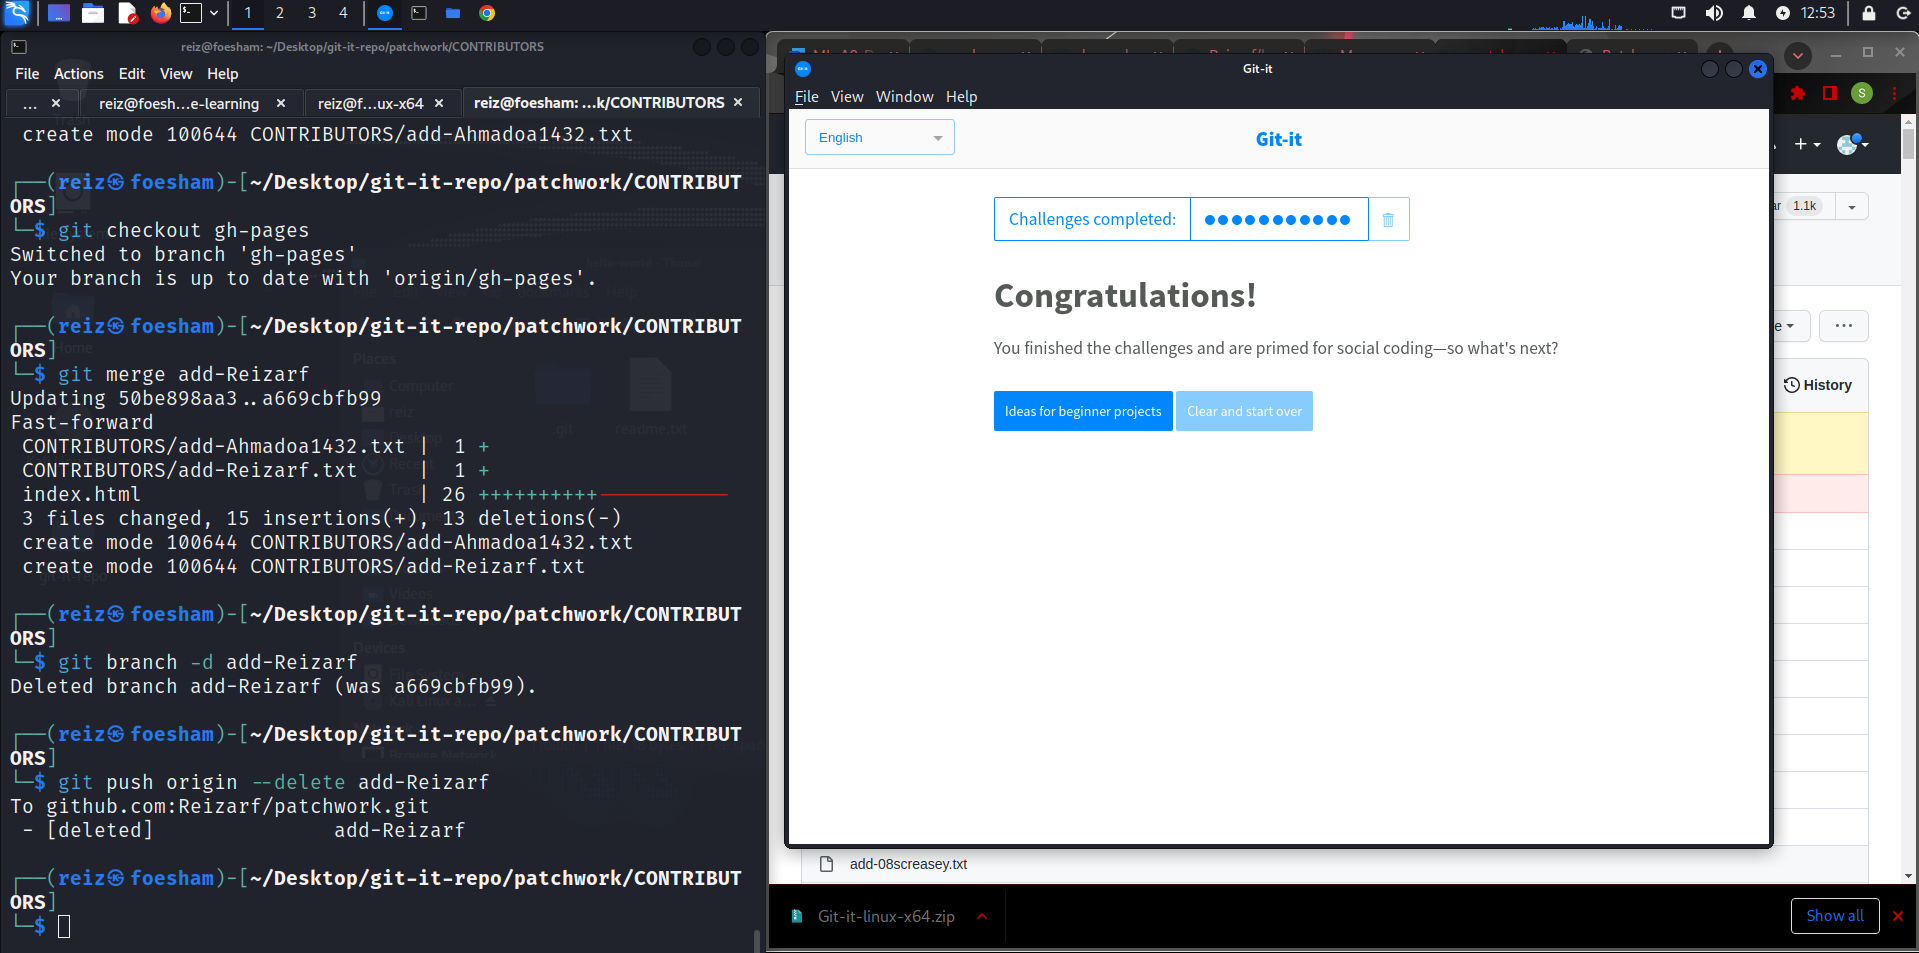 1 2 3 4
12:53
reiz@foesham: ~/Desktop/git-it-repo/patchwork/CONTRIBUTORS
File Actions Edit View Help
... × reiz@foesh...e-learning × reiz@f...ux-x64 × reiz@foesham: ...k/CONTRIBUTORS ×
create mode 100644 CONTRIBUTORS/add-Ahmadoa1432.txt
┌──(reiz㉿foesham)-[~/Desktop/git-it-repo/patchwork/CONTRIBUT
ORS]
└─$ git checkout gh-pages
Switched to branch 'gh-pages'
Your branch is up to date with 'origin/gh-pages'.
┌──(reiz㉿foesham)-[~/Desktop/git-it-repo/patchwork/CONTRIBUT
ORS]
└─$ git merge add-Reizarf
Updating 50be898aa3..a669cbfb99
Fast-forward
CONTRIBUTORS/add-Ahmadoa1432.txt | 1 +
CONTRIBUTORS/add-Reizarf.txt | 1 +
index.html | 26 ++++++++++-------------
3 files changed, 15 insertions(+), 13 deletions(-)
create mode 100644 CONTRIBUTORS/add-Ahmadoa1432.txt
create mode 100644 CONTRIBUTORS/add-Reizarf.txt
┌──(reiz㉿foesham)-[~/Desktop/git-it-repo/patchwork/CONTRIBUT
ORS]
└─$ git branch -d add-Reizarf
Deleted branch add-Reizarf (was a669cbfb99).
┌──(reiz㉿foesham)-[~/Desktop/git-it-repo/patchwork/CONTRIBUT
ORS]
└─$ git push origin --delete add-Reizarf
To github.com:Reizarf/patchwork.git
- [deleted] add-Reizarf
┌──(reiz㉿foesham)-[~/Desktop/git-it-repo/patchwork/CONTRIBUT
ORS]
└─$
Git-it
File View Window Help
English
Git-it
Challenges completed:
Congratulations!
You finished the challenges and are primed for social coding—so what's next?
Ideas for beginner projects
Clear and start over
S
1.1k
History
add-08screasey.txt
Git-it-linux-x64.zip
Show all